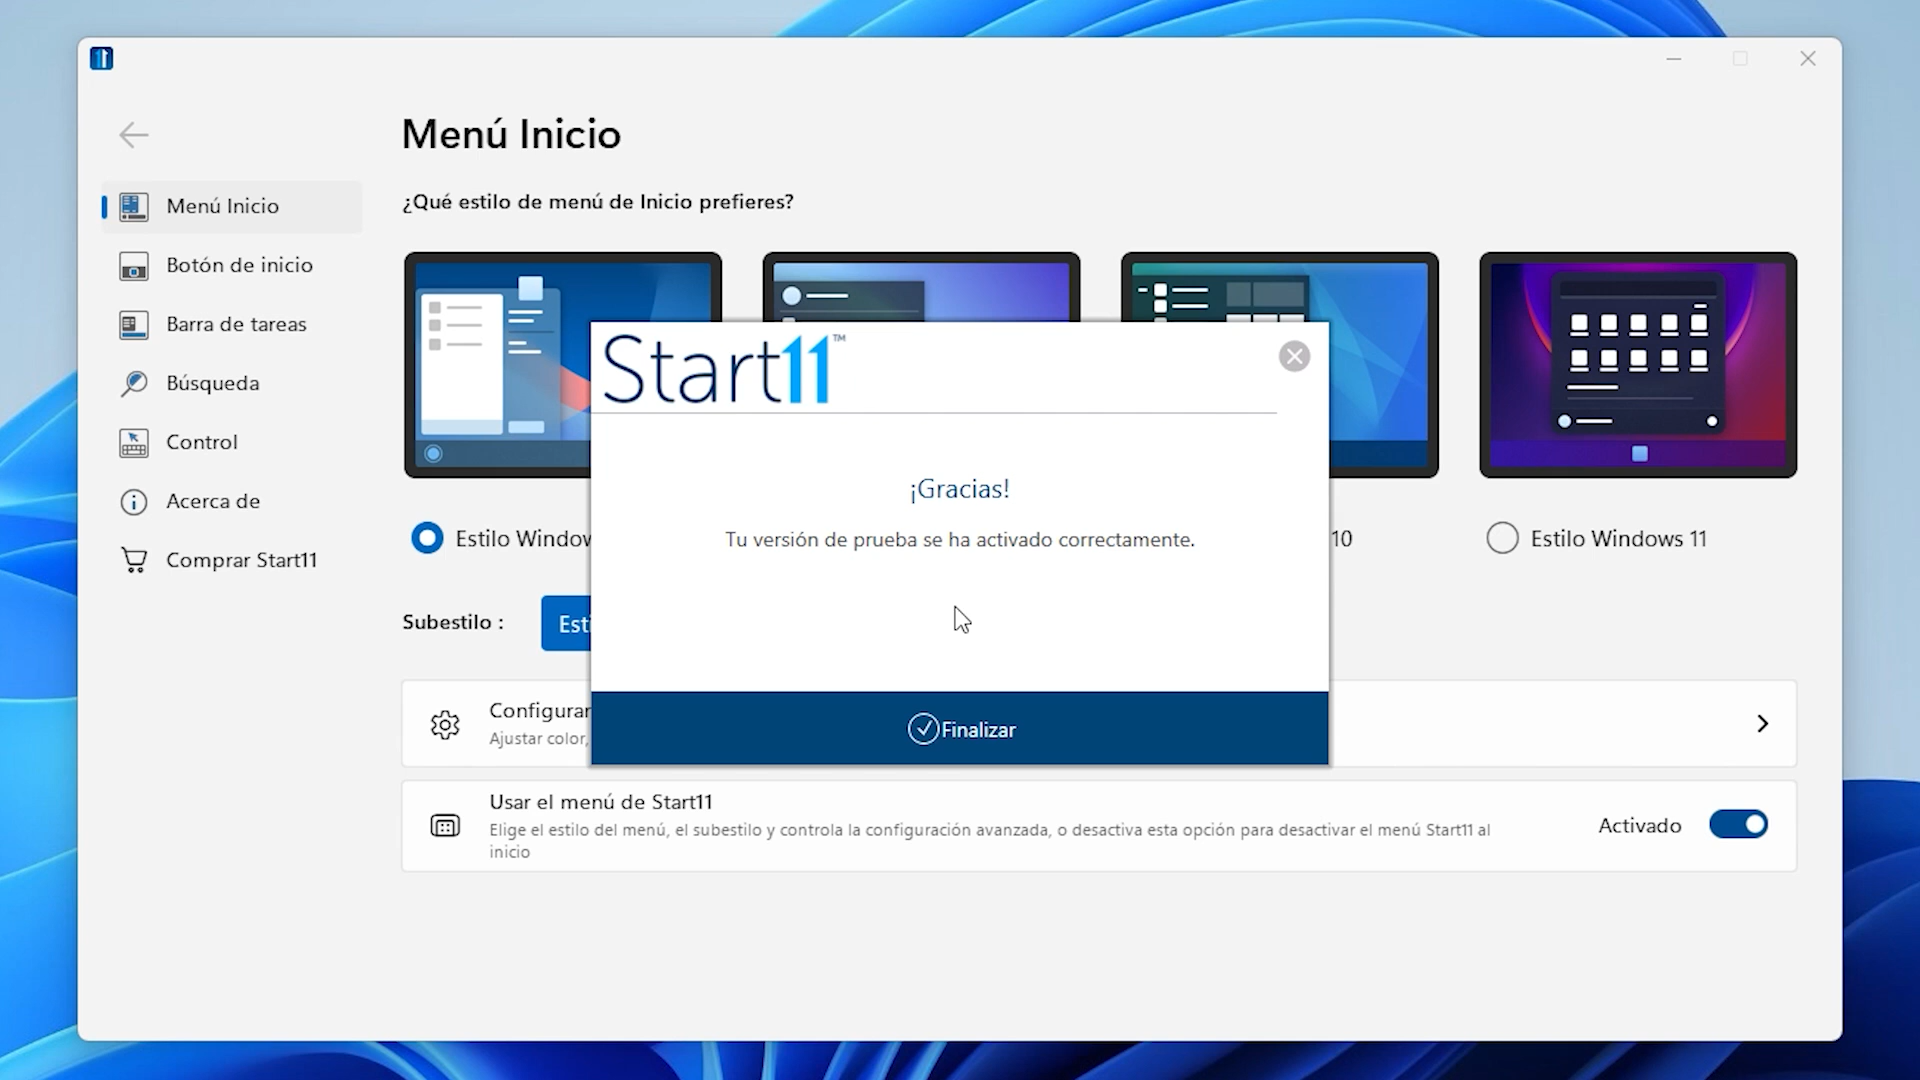 Menú Inicio
¿Qué estilo de menú de Inicio prefieres?
Menú Inicio
Botón de inicio
Barra de tareas
Búsqueda
Control
Acerca de
Comprar Start11
Start11™
¡Gracias!
Tu versión de prueba se ha activado correctamente.
Finalizar
Estilo
10
Estilo Windows 11
Subestilo :
Configurar
Ajustar color,
Usar el menú de Start11
Elige el estilo del menú, el subestilo y controla la configuración avanzada, o desactiva esta opción para desactivar el menú Start11 al
inicio
Activado